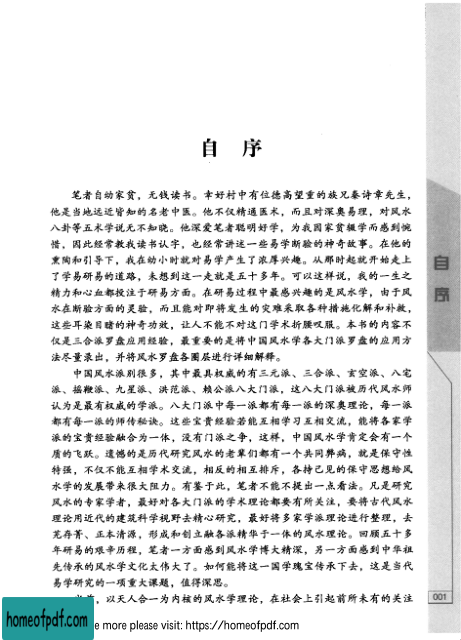 自 序
笔者自幼家贫，无钱读书。幸好村中有位德高望重的族兄秦诗章先生，
他是当地远近皆知的名老中医。他不仅精通医术，而且对深奥易理，对风水
八卦等五术学说无不知晓。他深爱笔者聪明好学，为我因家贫辍学而感到惋
惜，因此经常教我读书认字，也经常讲述一些易学断验的神奇故事。在他的
熏陶和引导下，我在幼小时就对易学产生了浓厚兴趣。从那时起就开始走上
了学易研易的道路，未想到这一走就是五十多年。可以这样说，我的一生之
精力和心血都投注于研易方面。在研易过程中最感兴趣的是风水学，由于风
水在断验方面的灵验，而且能对即将发生的灾难采取各种措施化解和补救，
这些耳染目睹的神奇功效，让人不能不对这门学术折腰叹服。本书的内容不
仅是三合派罗盘应用经验，最重要的是将中国风水学各大门派罗盘的应用方
法尽量录出，并将风水罗盘各圈层进行详细解释。
中国风水派别很多，其中最具权威的有三元派、三合派、玄空派、八宅
派、摇鞭派、九星派、洪范派、赖公派八大门派，这八大门派被历代风水师
认为是最有权威的学派。八大门派中每一派都有每一派的深奥理论，每一派
都有每一派的师传秘诀。这些宝贵经验若能互相学习互相交流，能将各家学
派的宝贵经验融合为一体，没有门派之争，这样，中国风水学肯定会有一个
质的飞跃。遗憾的是历代研究风水的老辈们都有一个共同弊病，就是保守性
特强，不仅不能互相学术交流，相反的相互排斥，各持己见的保守思想给风
水学的发展带来很大阻力。有鉴于此，笔者不能不提出一点看法。凡是研究
风水的专家学者，最好对各大门派的学术理论都要有所关注，要将古代风水
理论用近代的建筑科学视野去精心研究，最好将多家学派理论进行整理，去
芜存菁、正本清源，形成和创立融各派精华于一体的风水理论。回顾五十多
年研易的艰辛历程，笔者一方面感到风水学博大精深，另一方面感到中华祖
先传承的风水学文化太伟大了。如何能将这一国学瑰宝传承下去，这是当代
易学研究的一项重大课题，值得深思。
，以天人合一为内核的风水学理论，在社会上引起前所未有的关注
自
序
001
homeofpdf.com
e more please visit: https://homeofpdf.com